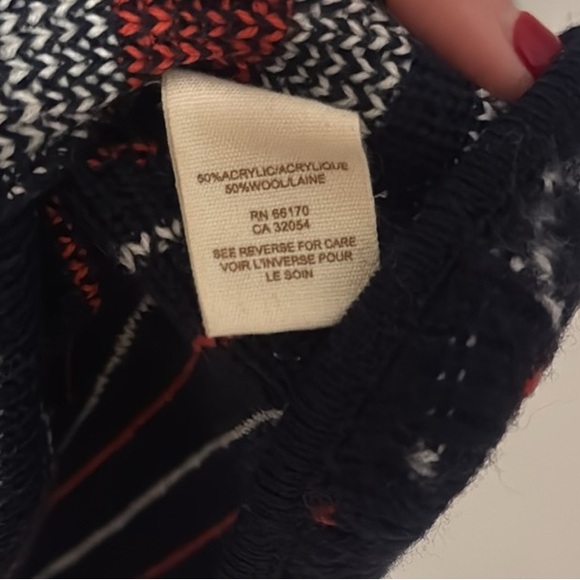 50%ACRYLIC/ACRYLIQUE
50%WOOL/LAINE
RN 66170
CA 32054
SEE REVERSE FOR CARE
VOIR L'INVERSE POUR
LE SOIN